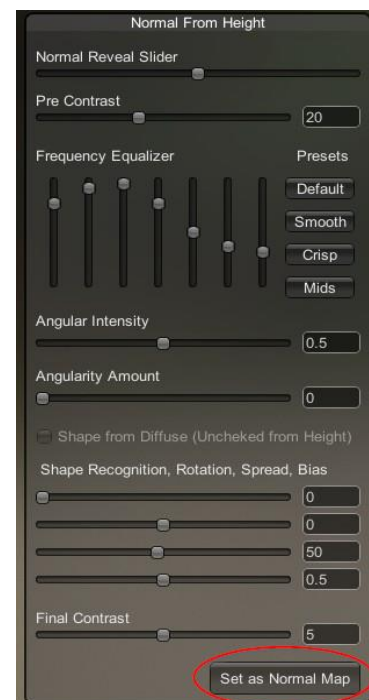 Normal From Height
Normal Reveal Slider
Pre Contrast
20
Frequency Equalizer
Presets
Default
Smooth
Crisp
Mids
Angular Intensity
0.5
Angularity Amount
0
Shape from Diffuse (Uncheked from Height)
Shape Recognition, Rotation, Spread, Bias
0
0
50
0.5
Final Contrast
5
Set as Normal Map